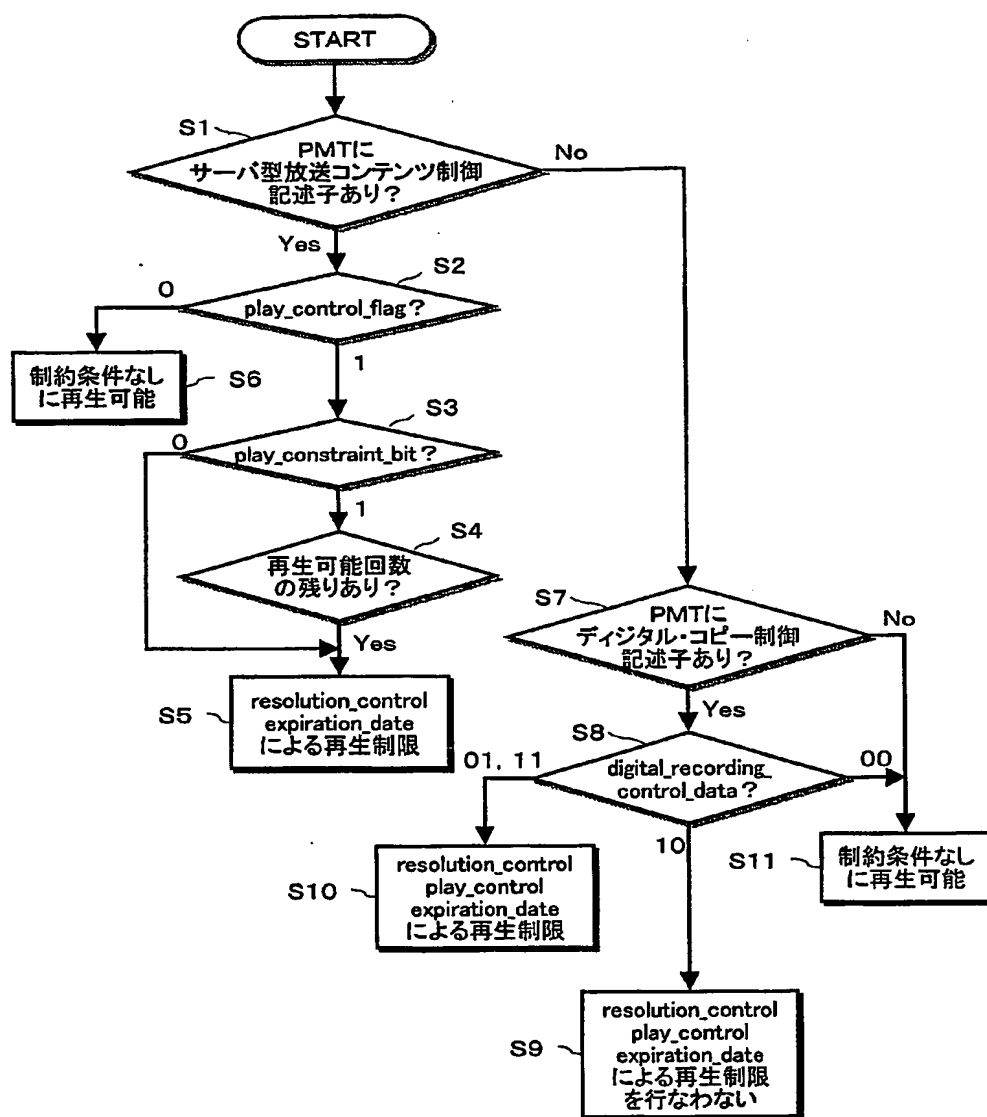 START
S1
PMTに
サーバ型放送コンテンツ制御
記述子あり？
No
Yes
S2
0
play_control_flag？
制約条件なし
に再生可能
S6
1
S3
0
play_constraint_bit？
1
S4
再生可能回数
の残りあり？
Yes
S5
resolution_control
expiration_date
による再生制限
S7
PMTに
ディジタル・コピー制御
記述子あり？
No
Yes
S8
01, 11
digital_recording_
control_data？
00
10
S10
resolution_control
play_control
expiration_date
による再生制限
S11
制約条件なし
に再生可能
S9
resolution_control
play_control
expiration_date
による再生制限
を行なわない